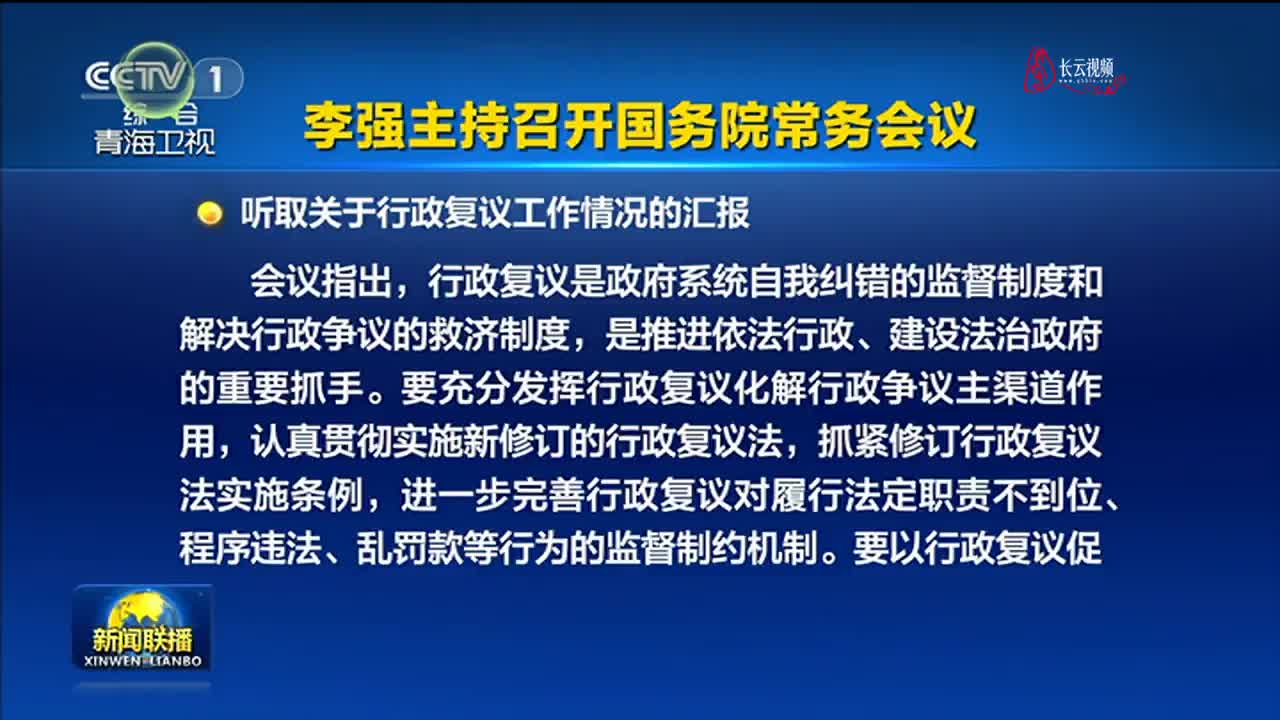 CCTV 1
综合
青海卫视
长云视频
李强主持召开国务院常务会议
听取关于行政复议工作情况的汇报
会议指出，行政复议是政府系统自我纠错的监督制度和
解决行政争议的救济制度，是推进依法行政、建设法治政府
的重要抓手。要充分发挥行政复议化解行政争议主渠道作
用，认真贯彻实施新修订的行政复议法，抓紧修订行政复议
法实施条例，进一步完善行政复议对履行法定职责不到位、
程序违法、乱罚款等行为的监督制约机制。要以行政复议促
新闻联播
XINWEN LIANBO